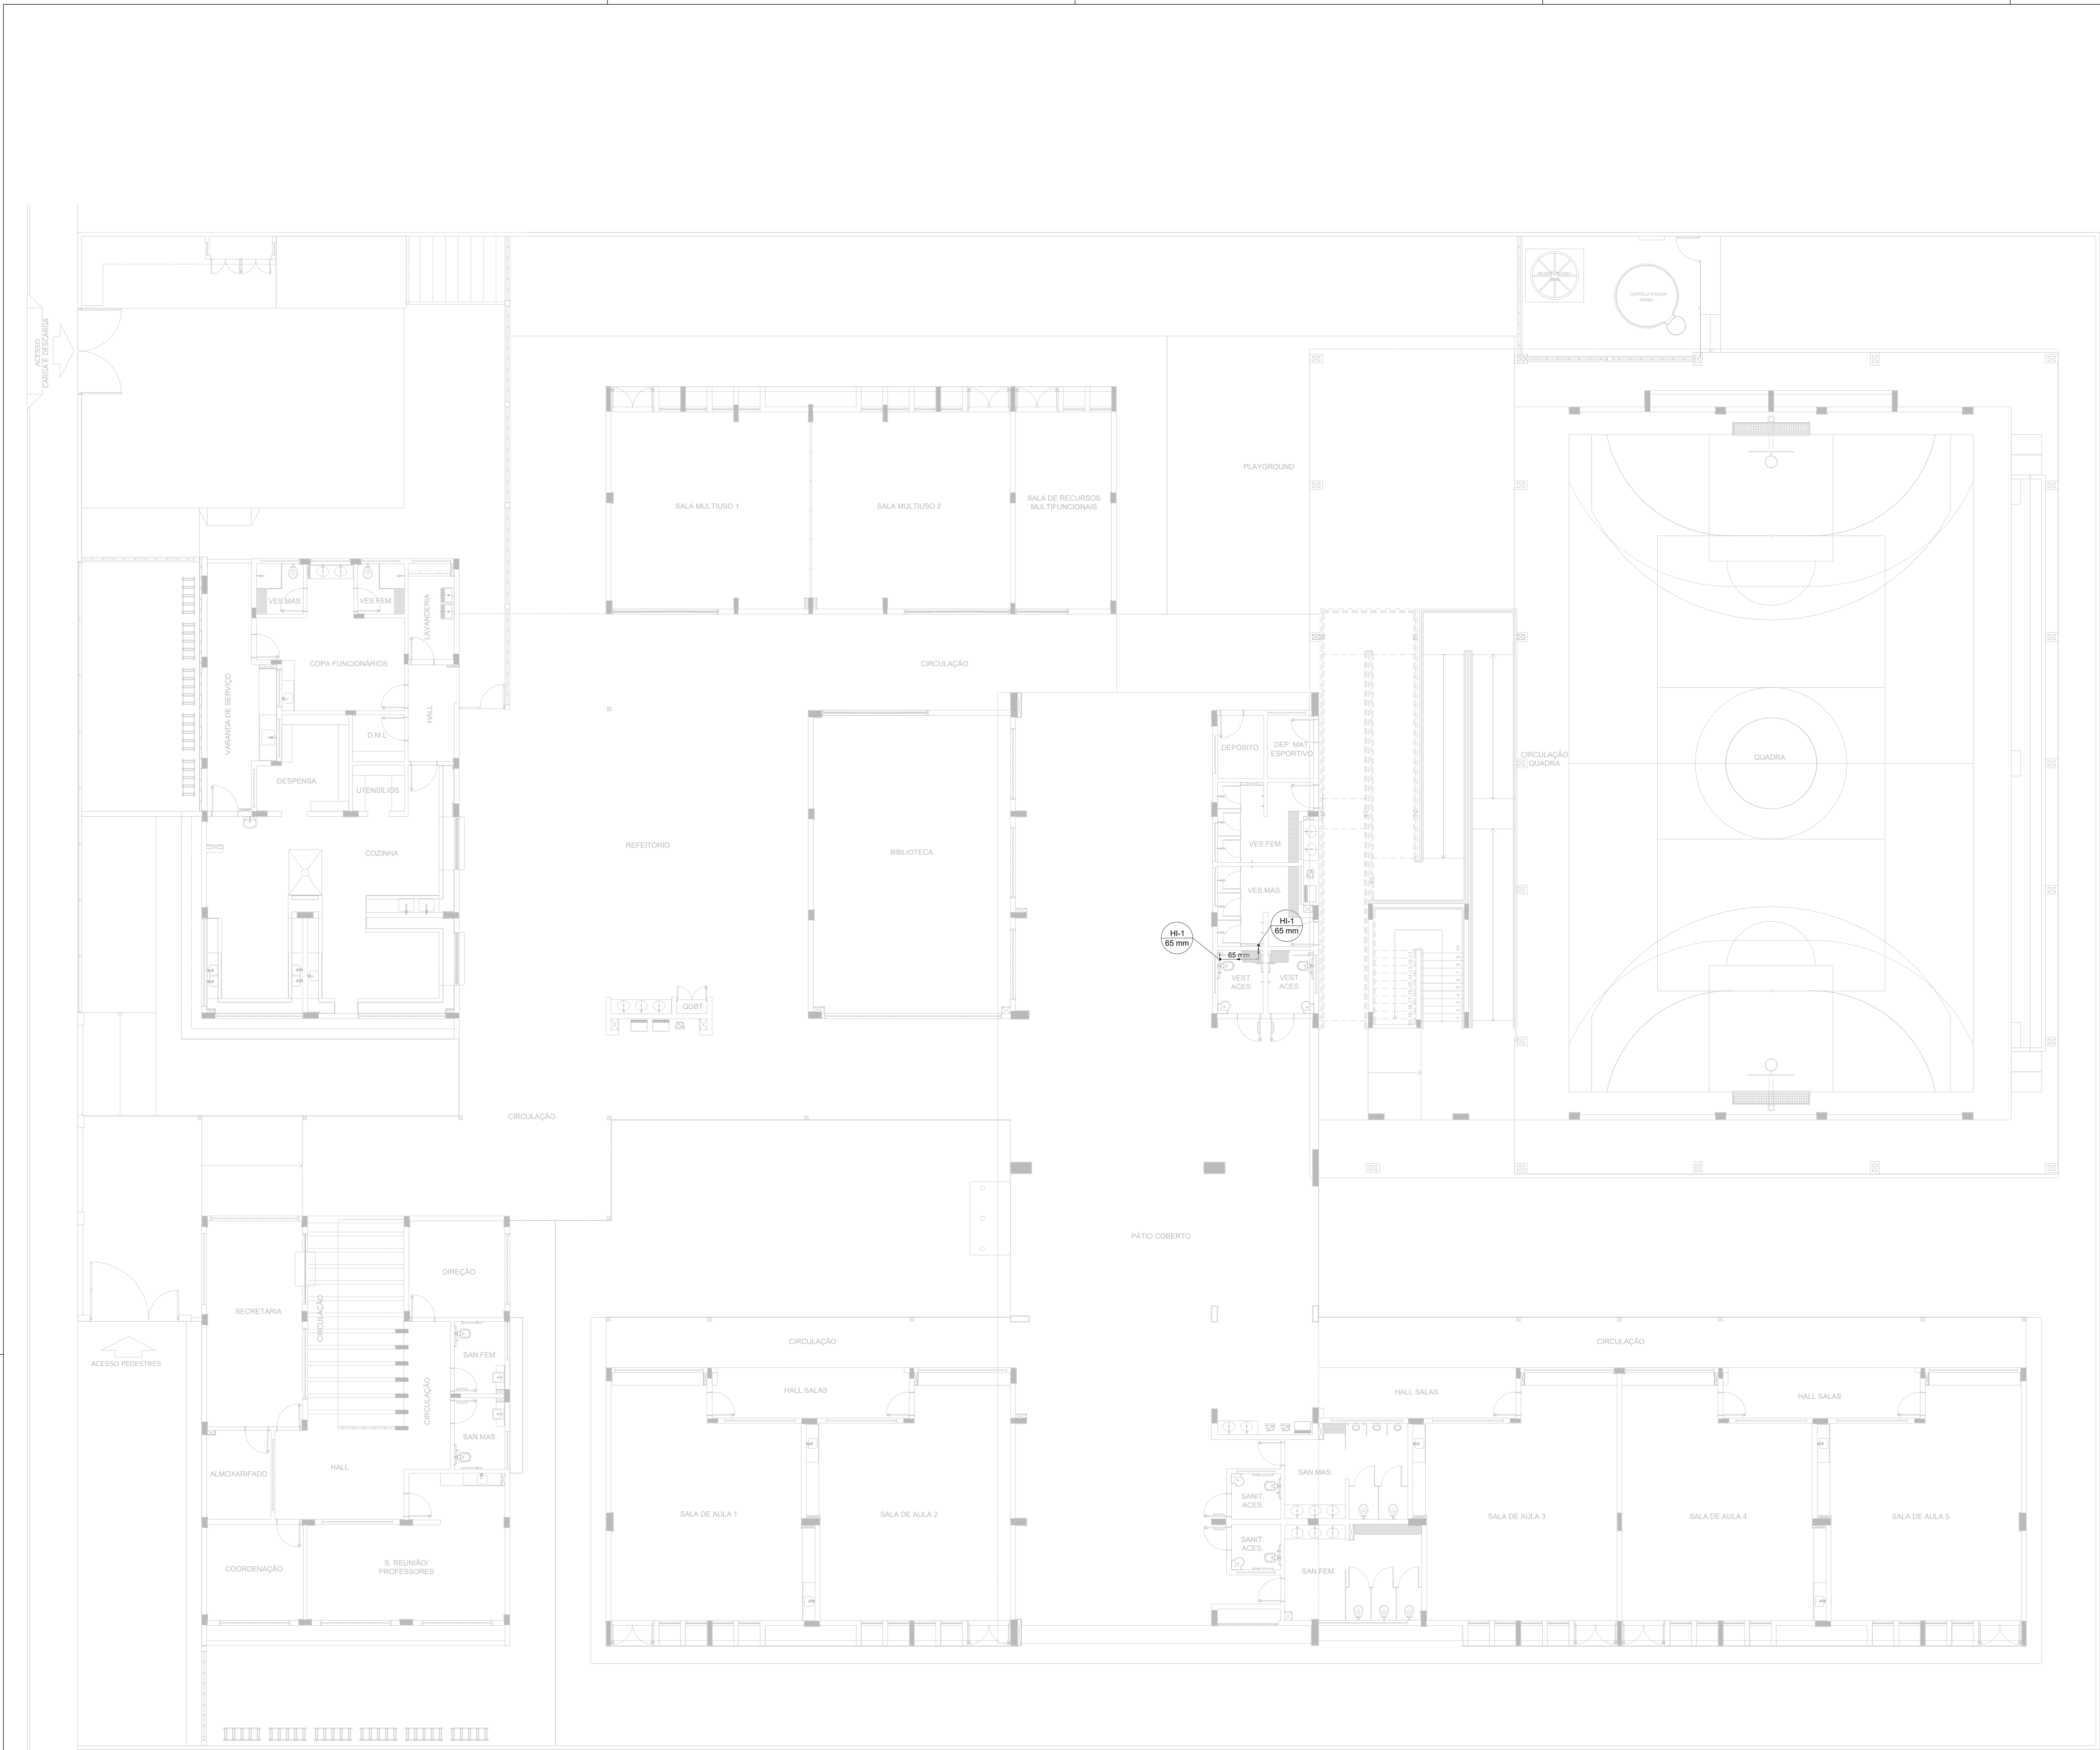 ACESSO
CARGA E DESCARGA
CASTELO D'ÁGUA
PLAYGROUND
SALA MULTIUSO 1
SALA MULTIUSO 2
SALA DE RECURSOS
MULTIFUNCIONAIS
VES.MAS.
VES.FEM.
LAVANDERIA
COPA FUNCIONÁRIOS
CIRCULAÇÃO
VARANDA DE SERVIÇO
HALL
D.M.L.
DESPENSA
UTENSÍLIOS
DEPÓSITO
DEP. MAT.
ESPORTIVO
CIRCULAÇÃO
QUADRA
QUADRA
COZINHA
REFEITÓRIO
BIBLIOTECA
VES.FEM.
VES.MAS.
HI-1
65 mm
HI-1
65 mm
65 mm
VEST.
ACES.
VEST.
ACES.
QGBT
CIRCULAÇÃO
PÁTIO COBERTO
DIREÇÃO
SECRETARIA
CIRCULAÇÃO
ACESSO PEDESTRES
SAN.FEM.
CIRCULAÇÃO
CIRCULAÇÃO
CIRCULAÇÃO
HALL SALAS
HALL SALAS
HALL SALAS
SAN.MAS.
ALMOXARIFADO
HALL
SAN.MAS.
SANIT.
ACES.
SALA DE AULA 1
SALA DE AULA 2
SALA DE AULA 3
SALA DE AULA 4
SALA DE AULA 5
SANIT.
ACES.
COORDENAÇÃO
S. REUNIÃO/
PROFESSORES
SAN.FEM.